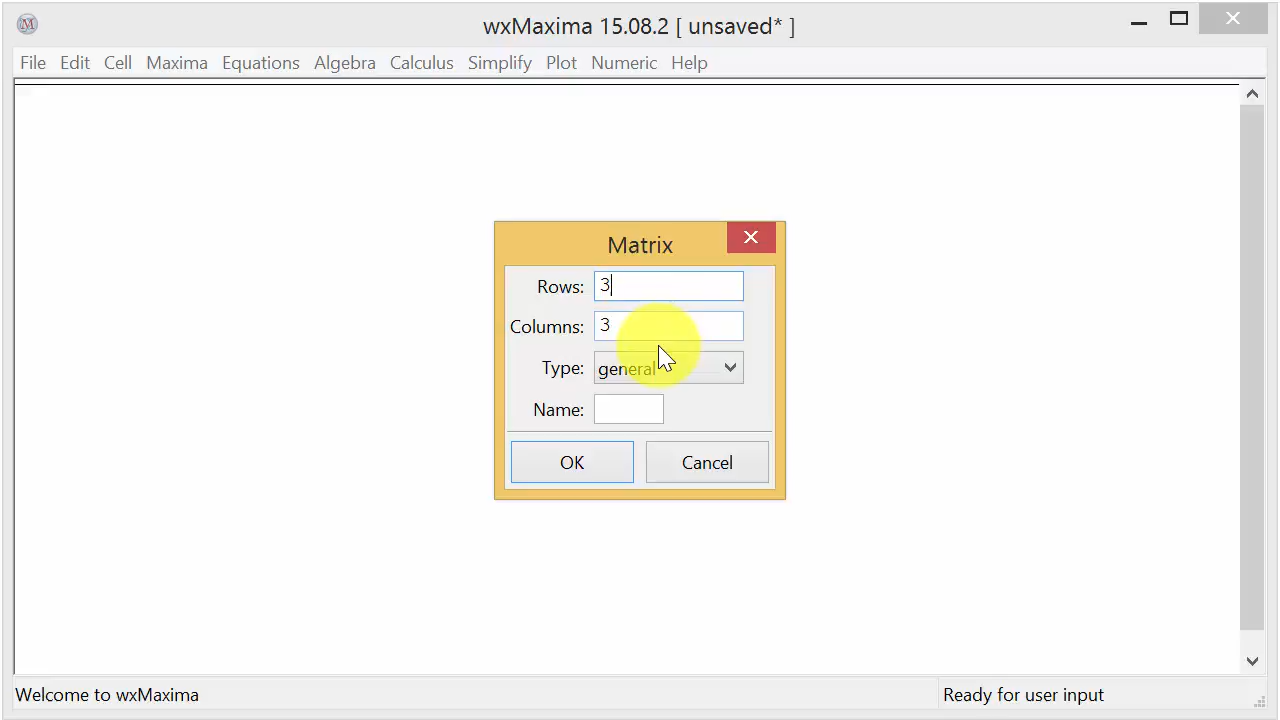 M
wxMaxima 15.08.2 [ unsaved* ]
File Edit Cell Maxima Equations Algebra Calculus Simplify Plot Numeric Help
Matrix
Rows: 3
Columns: 3
Type: general
Name:
OK Cancel
Welcome to wxMaxima Ready for user input